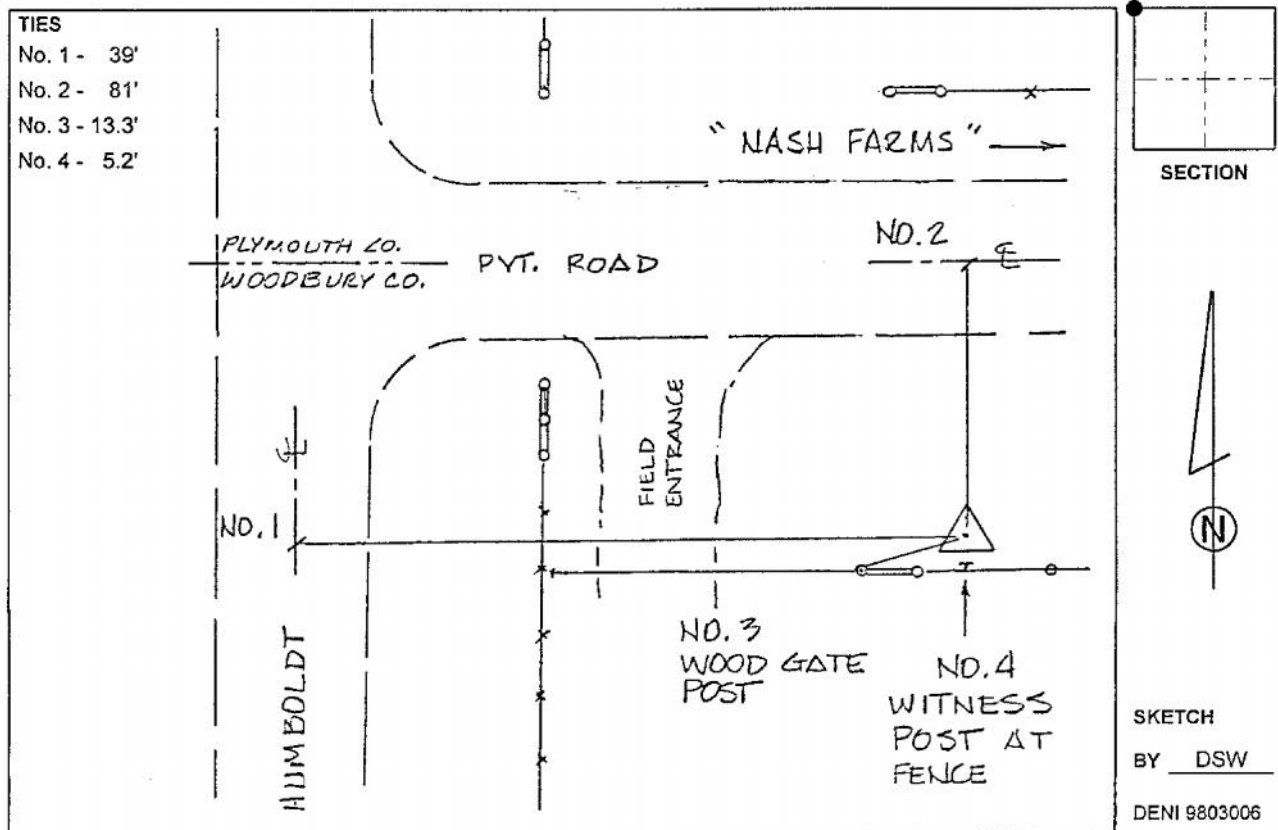 TIES
No. 1 - 39'
No. 2 - 81'
No. 3 - 13.3'
No. 4 - 5.2'
"NASH FARMS"
SECTION
PLYMOUTH CO.
WOODBURY CO.
PVT. ROAD
NO. 2
℄
℄
FIELD
ENTRANCE
NO. 1
N
HUMBOLDT
NO. 3
WOOD GATE
POST
NO. 4
WITNESS
POST AT
FENCE
SKETCH
BY DSW
DENI 9803006